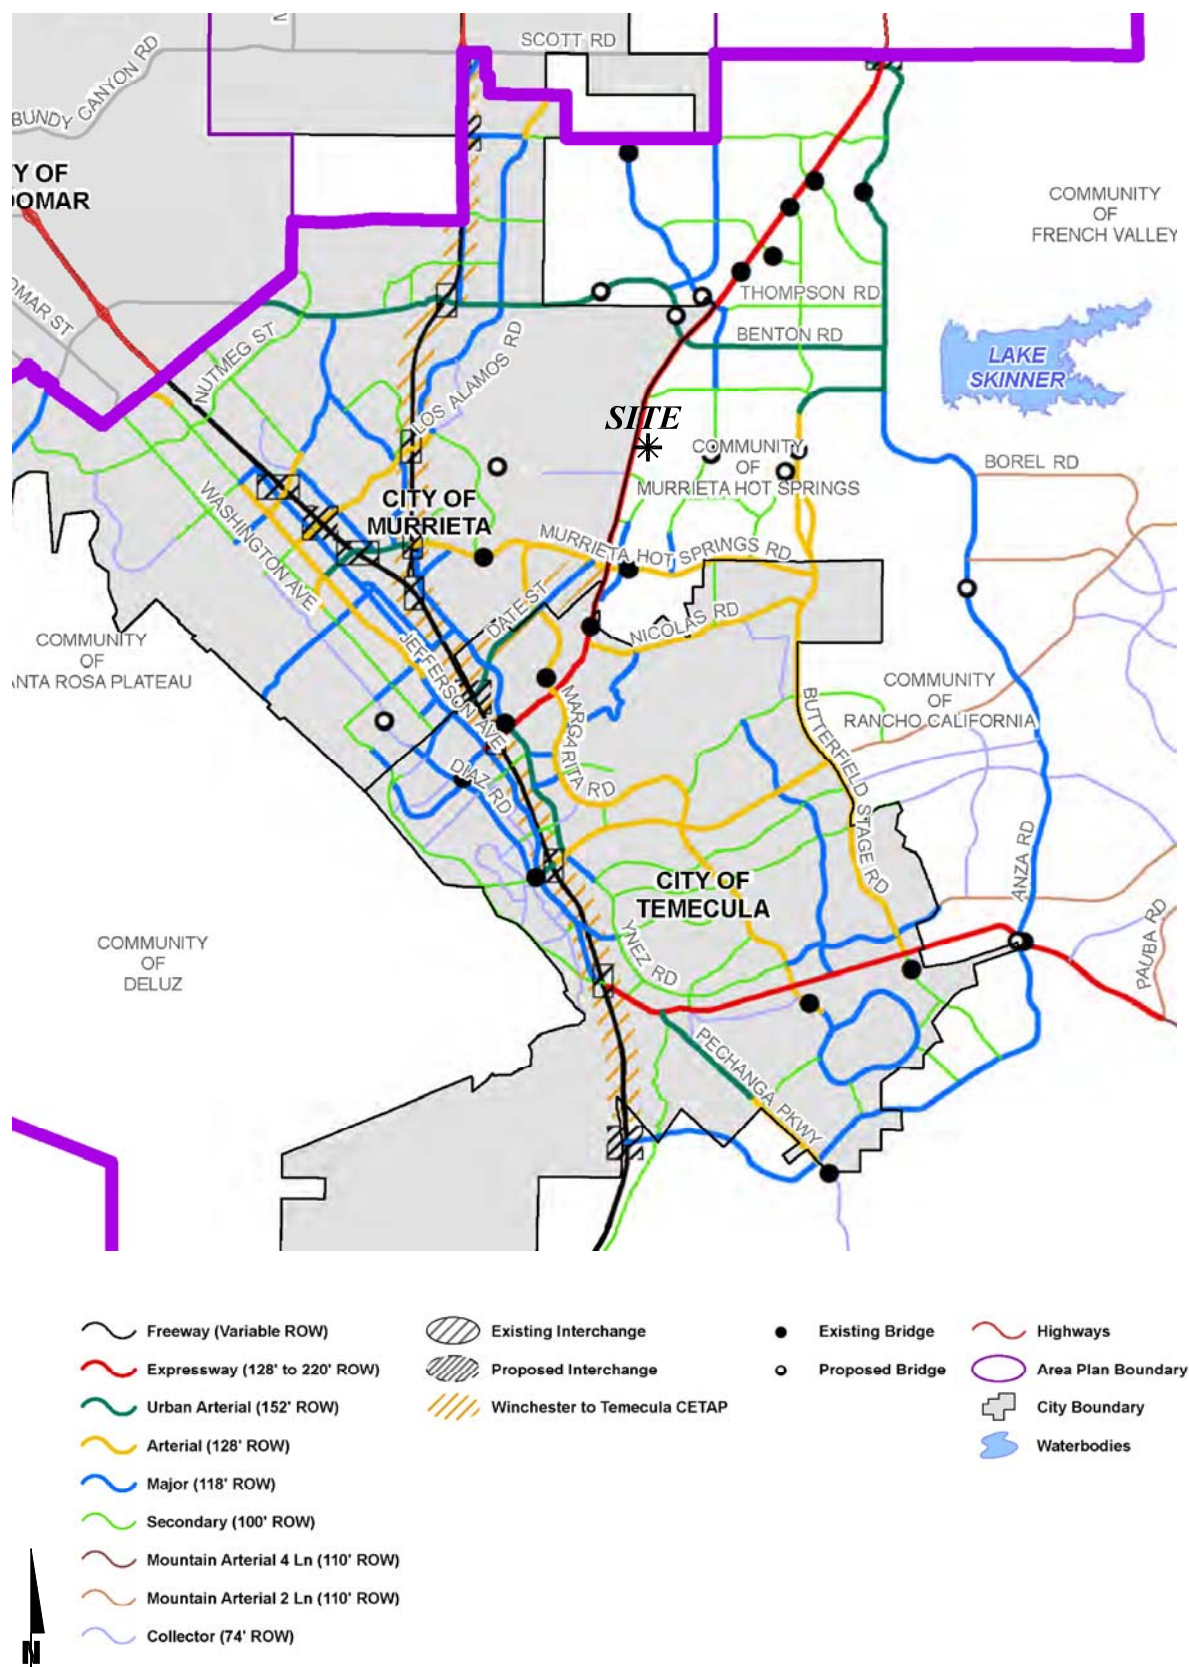 SCOTT RD
BUNDY CANYON RD
Y OF
DOMAR
COMMUNITY
OF
FRENCH VALLEY
OMAR ST
NUTMEG ST
THOMPSON RD
BENTON RD
LOS ALAMOS RD
LAKE
SKINNER
SITE
COMMUNITY
OF
MURRIETA HOT SPRINGS
BOREL RD
CITY OF
MURRIETA
WASHINGTON AVE
MURRIETA HOT SPRINGS RD
DATE ST
NICOLAS RD
COMMUNITY
OF
ANTA ROSA PLATEAU
JEFFERSON AVE
MARGARITA RD
COMMUNITY
OF
RANCHO CALIFORNIA
BUTTERFIELD STAGE RD
DIAZ RD
ANZA RD
CITY OF
TEMECULA
YNEZ RD
PAUBA RD
COMMUNITY
OF
DELUZ
PECHANGA PKWY
Freeway (Variable ROW)
Expressway (128' to 220' ROW)
Urban Arterial (152' ROW)
Arterial (128' ROW)
Major (118' ROW)
Secondary (100' ROW)
Mountain Arterial 4 Ln (110' ROW)
Mountain Arterial 2 Ln (110' ROW)
Collector (74' ROW)
Existing Interchange
Proposed Interchange
Winchester to Temecula CETAP
Existing Bridge
Proposed Bridge
Highways
Area Plan Boundary
City Boundary
Waterbodies
N